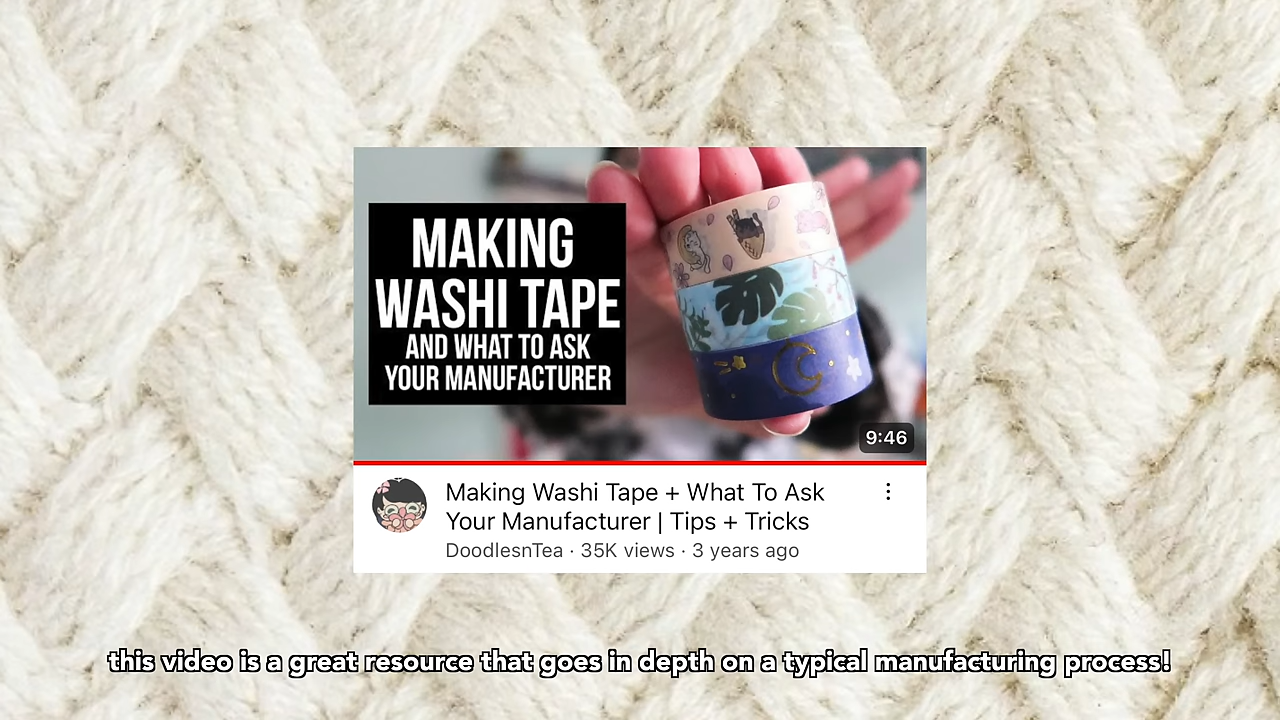 MAKING
WASHI TAPE
AND WHAT TO ASK
YOUR MANUFACTURER
9:46
Making Washi Tape + What To Ask
Your Manufacturer | Tips + Tricks
DoodlesnTea · 35K views · 3 years ago
this video is a great resource that goes in depth on a typical manufacturing process!